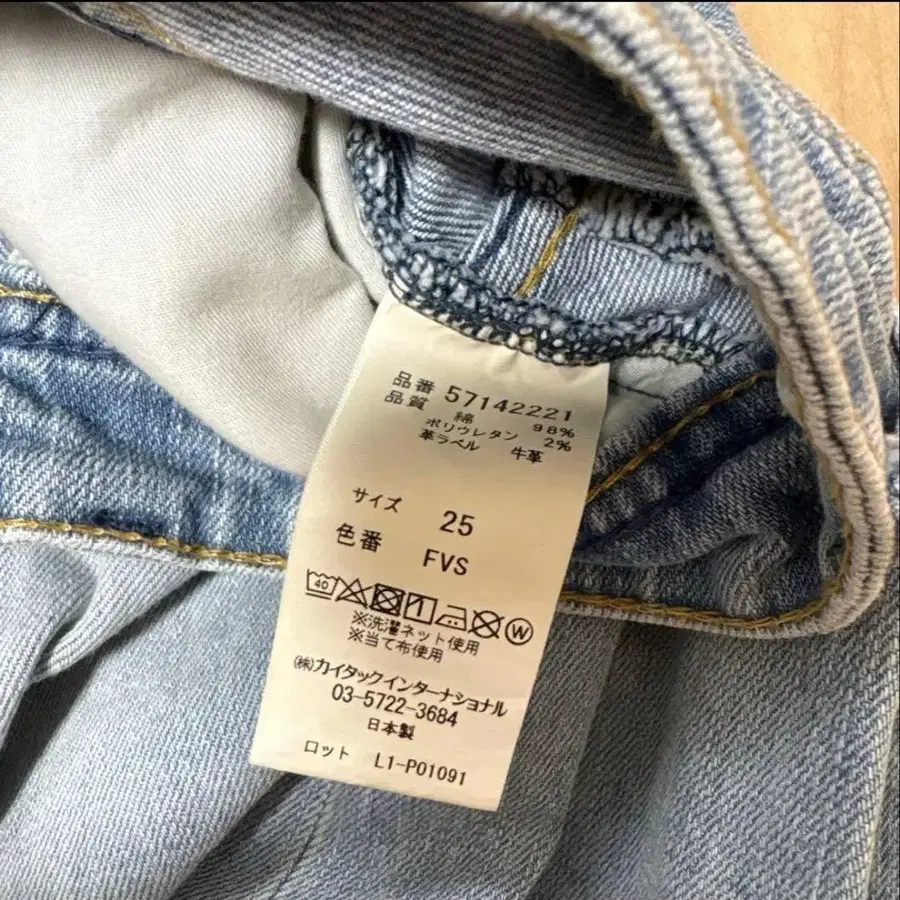 品番 57142221
品質 綿 98%
ポリウレタン 2%
革ラベル 牛革
サイズ 25
色番 FVS
40 W
※洗濯ネット使用
※当て布使用
(株)カイタックインターナショナル
03-5722-3684
日本製
ロット L1-P01091